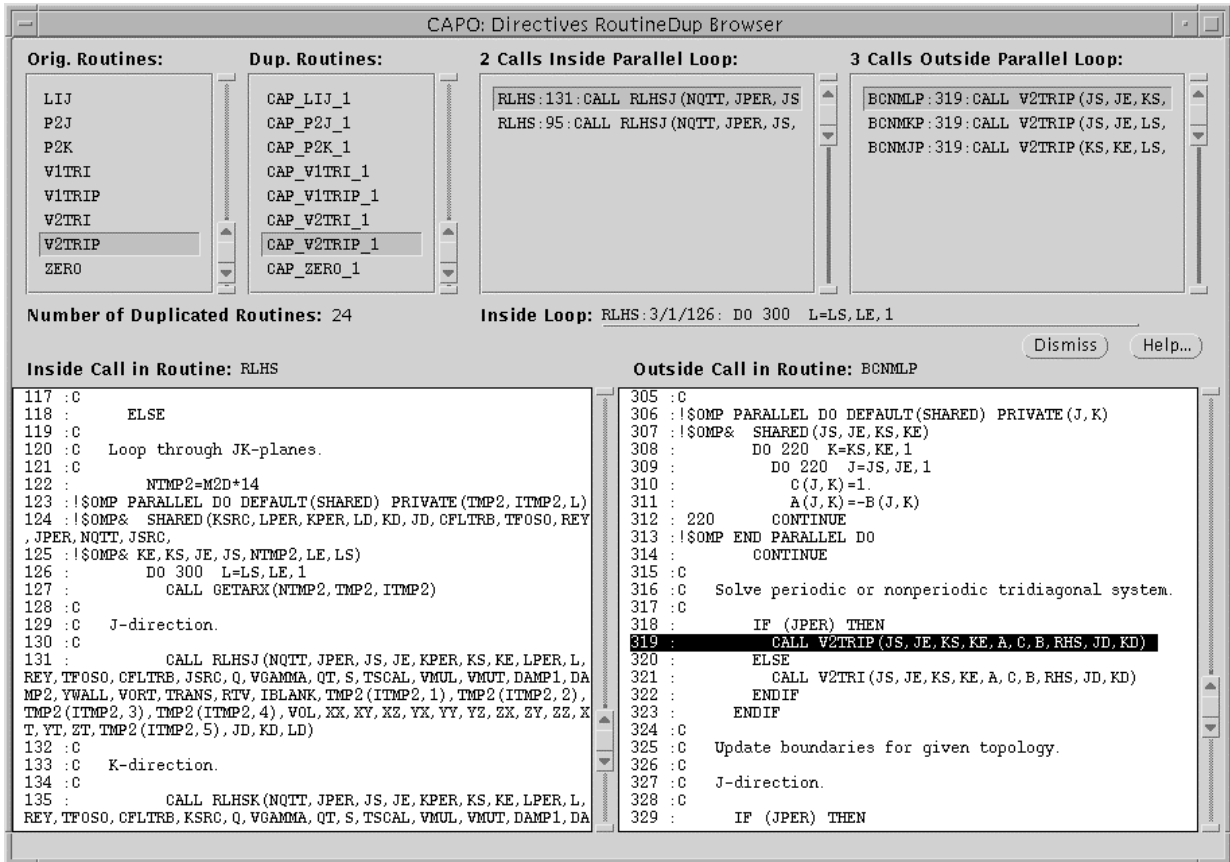 CAPO: Directives RoutineDup Browser
Orig. Routines:
LIJ
P2J
P2K
V1TRI
V1TRIP
V2TRI
V2TRIP
ZERO
Dup. Routines:
CAP_LIJ_1
CAP_P2J_1
CAP_P2K_1
CAP_V1TRI_1
CAP_V1TRIP_1
CAP_V2TRI_1
CAP_V2TRIP_1
CAP_ZERO_1
2 Calls Inside Parallel Loop:
RLHS:131:CALL RLHSJ(NQTT,JPER,JS
RLHS:95:CALL RLHSJ(NQTT,JPER,JS,
3 Calls Outside Parallel Loop:
BCNMLP:319:CALL V2TRIP(JS,JE,KS,
BCNMKP:319:CALL V2TRIP(JS,JE,LS,
BCNMJP:319:CALL V2TRIP(KS,KE,LS,
Number of Duplicated Routines: 24
Inside Loop: RLHS:3/1/126: DO 300  L=LS,LE,1
Dismiss
Help...
Inside Call in Routine: RLHS
117 :C
118 :      ELSE
119 :C
120 :C   Loop through JK-planes.
121 :C
122 :         NTMP2=M2D*14
123 :!$OMP PARALLEL DO DEFAULT(SHARED) PRIVATE(TMP2,ITMP2,L)
124 :!$OMP&  SHARED(KSRC,LPER,KPER,LD,KD,JD,CFLTRB,TFOSO,REY
,JPER,NQTT,JSRC,
125 :!$OMP& KE,KS,JE,JS,NTMP2,LE,LS)
126 :         DO 300  L=LS,LE,1
127 :            CALL GETARX(NTMP2,TMP2,ITMP2)
128 :C
129 :C   J-direction.
130 :C
131 :            CALL RLHSJ(NQTT,JPER,JS,JE,KPER,KS,KE,LPER,L,
REY,TFOSO,CFLTRB,JSRC,Q,VGAMMA,QT,S,TSCAL,VMUL,VMUT,DAMP1,DA
MP2,YWALL,VORT,TRANS,RTV,IBLANK,TMP2(ITMP2,1),TMP2(ITMP2,2),
TMP2(ITMP2,3),TMP2(ITMP2,4),VOL,XX,XY,XZ,YX,YY,YZ,ZX,ZY,ZZ,X
T,YT,ZT,TMP2(ITMP2,5),JD,KD,LD)
132 :C
133 :C   K-direction.
134 :C
135 :            CALL RLHSK(NQTT,JPER,JS,JE,KPER,KS,KE,LPER,L,
REY,TFOSO,CFLTRB,KSRC,Q,VGAMMA,QT,S,TSCAL,VMUL,VMUT,DAMP1,DA
Outside Call in Routine: BCNMLP
305 :C
306 :!$OMP PARALLEL DO DEFAULT(SHARED) PRIVATE(J,K)
307 :!$OMP&  SHARED(JS,JE,KS,KE)
308 :         DO 220  K=KS,KE,1
309 :           DO 220  J=JS,JE,1
310 :             C(J,K)=1.
311 :             A(J,K)=-B(J,K)
312 : 220       CONTINUE
313 :!$OMP END PARALLEL DO
314 :         CONTINUE
315 :C
316 :C   Solve periodic or nonperiodic tridiagonal system.
317 :C
318 :         IF (JPER) THEN
319 :           CALL V2TRIP(JS,JE,KS,KE,A,C,B,RHS,JD,KD)
320 :         ELSE
321 :           CALL V2TRI(JS,JE,KS,KE,A,C,B,RHS,JD,KD)
322 :         ENDIF
323 :       ENDIF
324 :C
325 :C   Update boundaries for given topology.
326 :C
327 :C   J-direction.
328 :C
329 :       IF (JPER) THEN